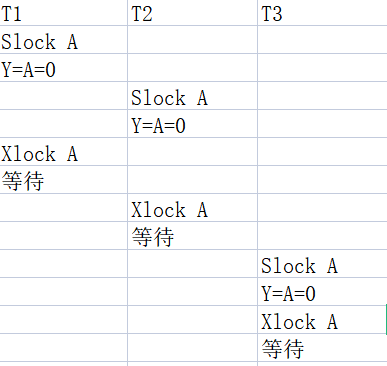 T1 T2 T3
Slock A
Y=A=0
Slock A
Y=A=0
Xlock A
等待
Xlock A
等待
Slock A
Y=A=0
Xlock A
等待